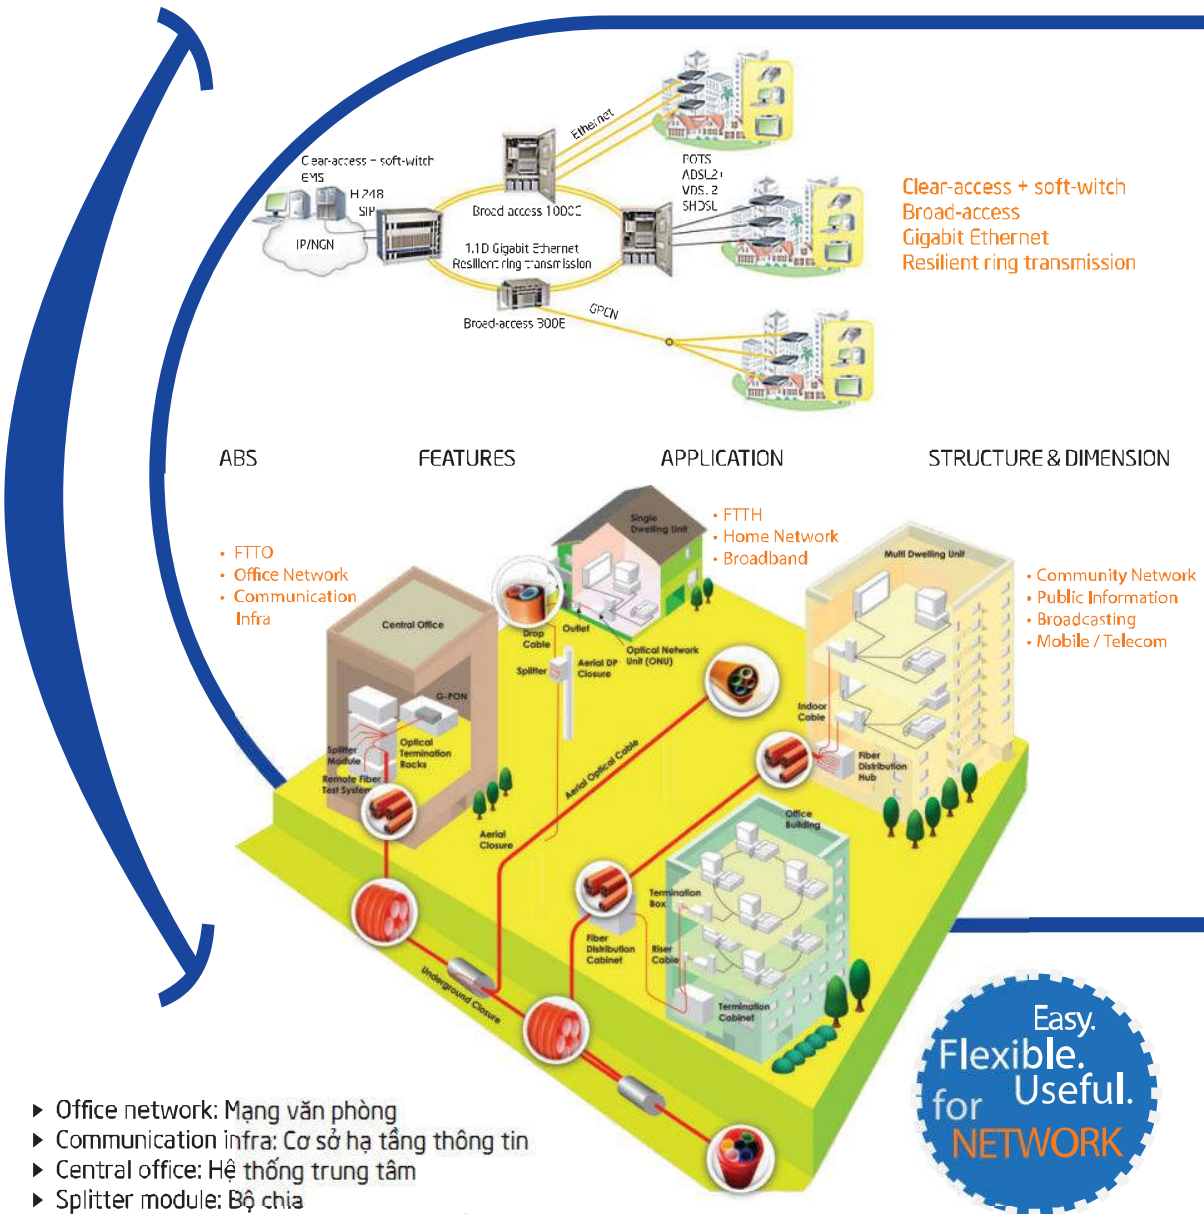 Ethernet
Clear-access + soft-witch
EMS
H.248
SIP
IP/NGN
Broad access 1000C
1.1D Gigabit Ethernet
Resilient ring transmission
Broad-access 300E
GPCN
POTS
ADSL2+
VDSL2
SHDSL
Clear-access + soft-witch
Broad-access
Gigabit Ethernet
Resilient ring transmission
ABS
FEATURES
APPLICATION
STRUCTURE & DIMENSION
• FTTO
• Office Network
• Communication
Infra
Single
Dwelling Unit
• FTTH
• Home Network
• Broadband
Multi Dwelling Unit
• Community Network
• Public Information
• Broadcasting
• Mobile / Telecom
Central Office
Drop
Cable
Outlet
Optical Network
Unit (ONU)
Splitter
Aerial DP
Closure
G-PON
Splitter
Module
Optical
Termination
Racks
Remote Fiber
Test System
Aerial Optical Cable
Indoor
Cable
Fiber
Distribution
Hub
Aerial
Closure
Office
Building
Termination
Box
Fiber
Distribution
Cabinet
Riser
Cable
Termination
Cabinet
Underground Closure
Easy.
Flexible.
Useful.
for
NETWORK
▸ Office network: Mạng văn phòng
▸ Communication infra: Cơ sở hạ tầng thông tin
▸ Central office: Hệ thống trung tâm
▸ Splitter module: Bộ chia